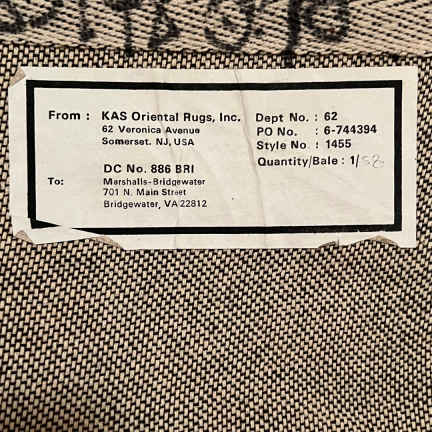 From : KAS Oriental Rugs, Inc.
62 Veronica Avenue
Somerset. NJ, USA
Dept No. : 62
PO No. : 6-744394
Style No. : 1455
Quantity/Bale : 1/52
DC No. 886 BRI
To: Marshalls-Bridgewater
701 N. Main Street
Bridgewater, VA 22812